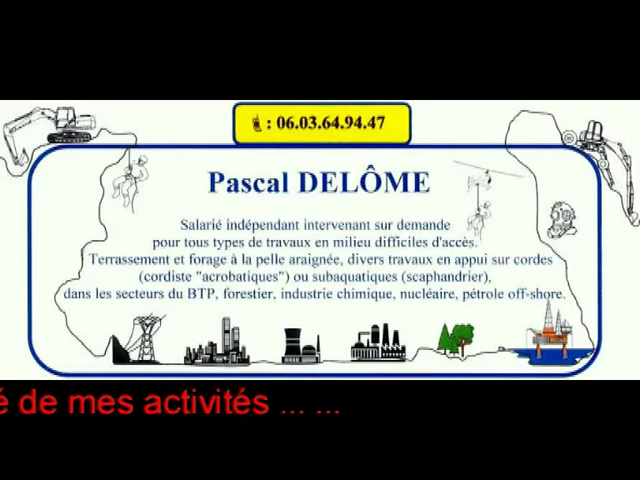 : 06.03.64.94.47
Pascal DELÔME
Salarié indépendant intervenant sur demande
pour tous types de travaux en milieu difficiles d'accès.
Terrassement et forage à la pelle araignée, divers travaux en appui sur cordes
(cordiste "acrobatiques") ou subaquatiques (scaphandrier),
dans les secteurs du BTP, forestier, industrie chimique, nucléaire, pétrole off-shore.
é de mes activités ... ...